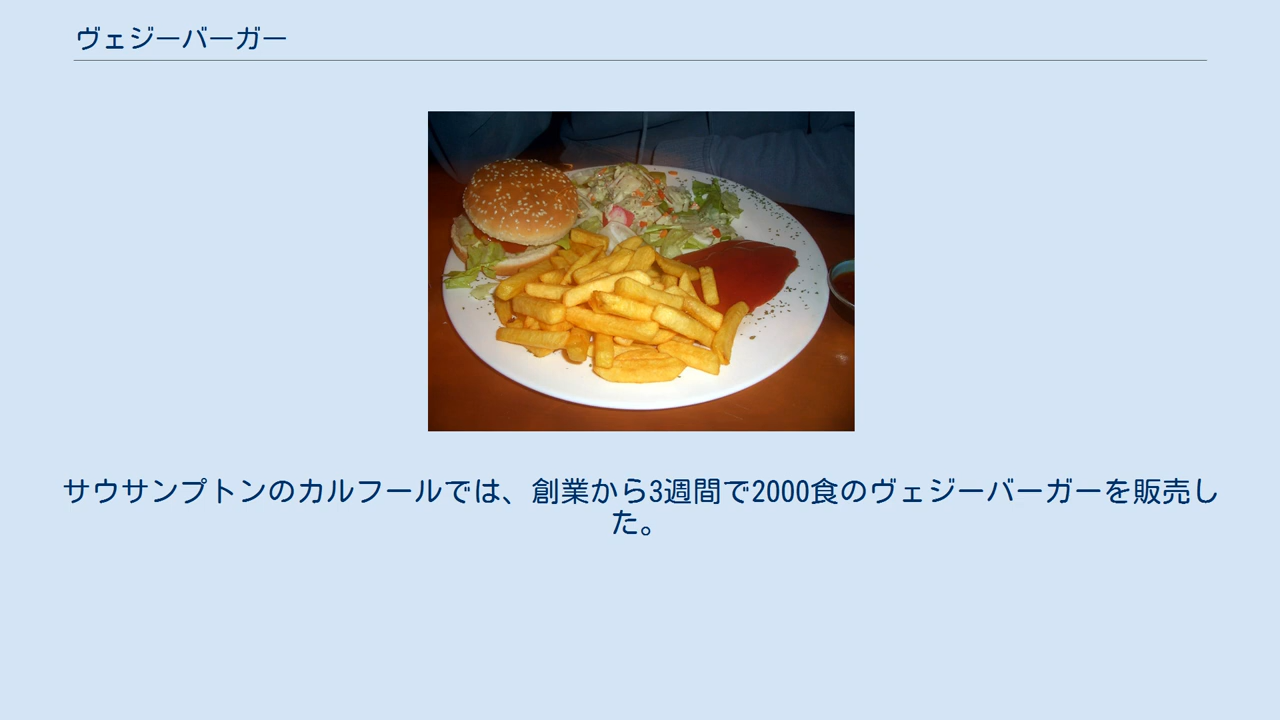 ヴェジーバーガー
サウサンプトンのカルフールでは、創業から3週間で2000食のヴェジーバーガーを販売し
た。